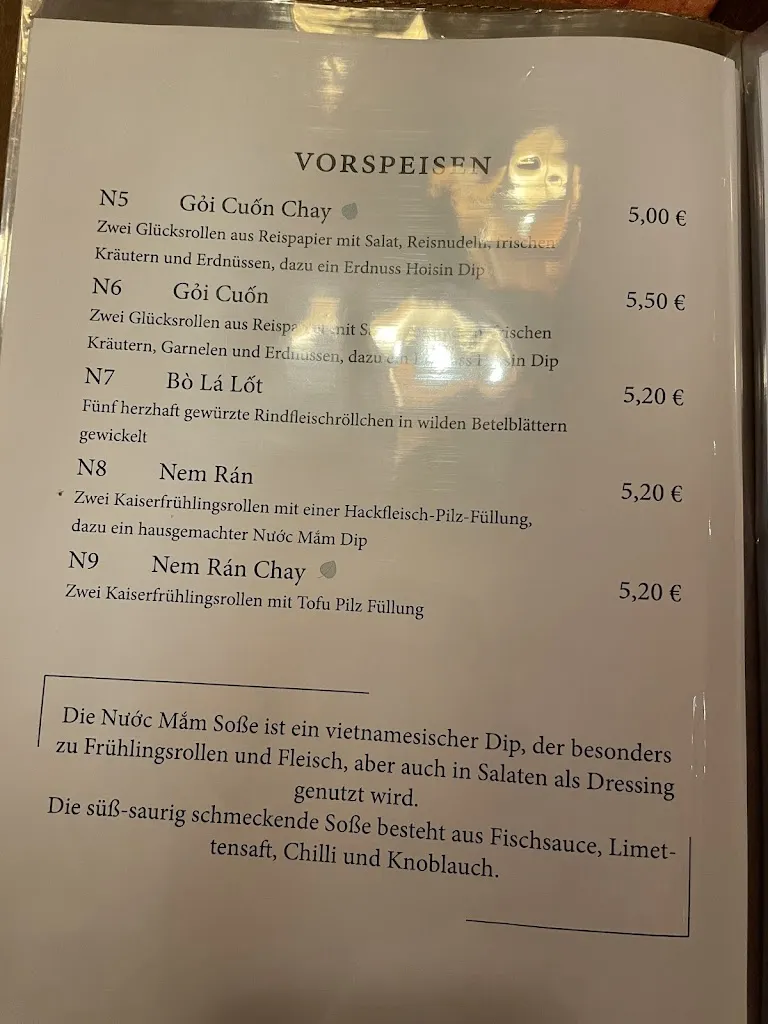 VORSPEISEN
N5 Gỏi Cuốn Chay 5,00 €
Zwei Glücksrollen aus Reispapier mit Salat, Reisnudeln, frischen
Kräutern und Erdnüssen, dazu ein Erdnuss Hoisin Dip
N6 Gỏi Cuốn 5,50 €
Zwei Glücksrollen aus Reispapier mit frischen
Kräutern, Garnelen und Erdnüssen, dazu ein Hoisin Dip
N7 Bò Lá Lốt 5,20 €
Fünf herzhaft gewürzte Rindfleischröllchen in wilden Betelblättern
gewickelt
N8 Nem Rán 5,20 €
Zwei Kaiserfrühlingsrollen mit einer Hackfleisch-Pilz-Füllung,
dazu ein hausgemachter Nước Mắm Dip
N9 Nem Rán Chay 5,20 €
Zwei Kaiserfrühlingsrollen mit Tofu Pilz Füllung
Die Nước Mắm Soße ist ein vietnamesischer Dip, der besonders
zu Frühlingsrollen und Fleisch, aber auch in Salaten als Dressing
genutzt wird.
Die süß-saurig schmeckende Soße besteht aus Fischsauce, Limet-
tensaft, Chilli und Knoblauch.